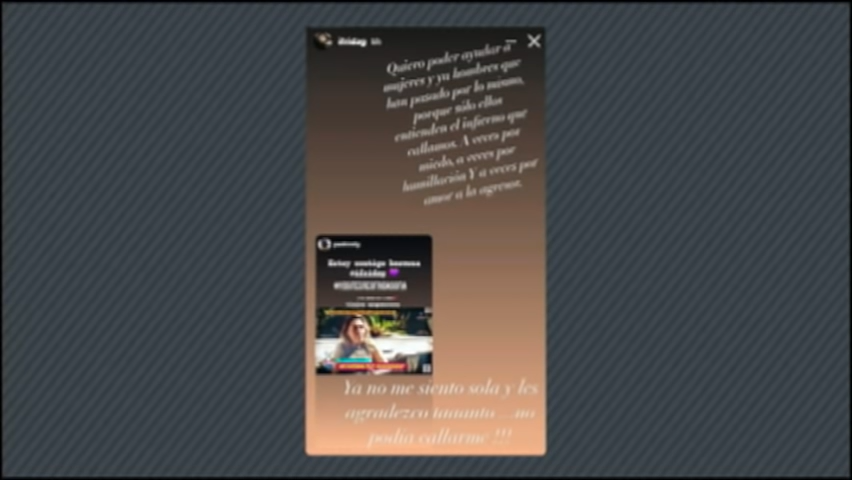 Quiero poder ayudar a
mujeres y ya hombres que
han pasado por lo mismo,
porque sólo ellos
entienden el infierno que
callamos. A veces por
miedo, a veces por
humillación Y a veces por
amor a lo agresor.
Estoy contigo hermana
Ya no me siento sola y les
agradezco tantanto....no
podía callarme !!!